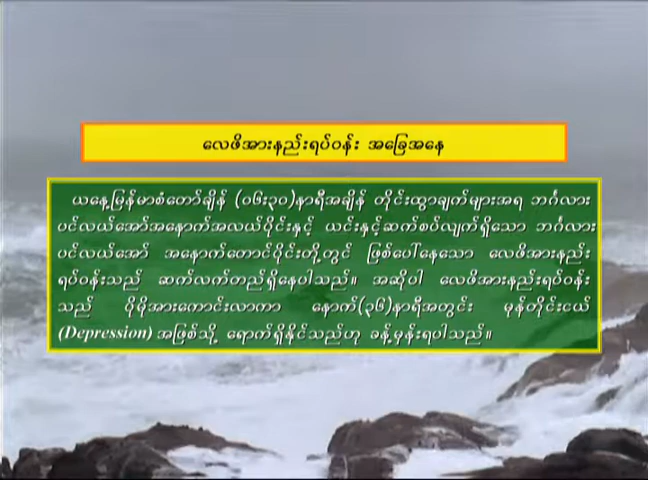 လေဖိအားနည်းရပ်ဝန်း အခြေအနေ
ယနေ့မြန်မာစံတော်ချိန် (၀၆း၃၀)နာရီအချိန် တိုင်းထွာချက်များအရ ဘင်္ဂလား
ပင်လယ်အော်အနောက်အလယ်ပိုင်းနှင့် ယင်းနှင့်ဆက်စပ်လျက်ရှိသော ဘင်္ဂလား
ပင်လယ်အော် အနောက်တောင်ပိုင်းတို့တွင် ဖြစ်ပေါ်နေသော လေဖိအားနည်း
ရပ်ဝန်းသည် ဆက်လက်တည်ရှိနေပါသည်။ အဆိုပါ လေဖိအားနည်းရပ်ဝန်း
သည် ပိုမိုအားကောင်းလာကာ နောက်(၃၆)နာရီအတွင်း မုန်တိုင်းငယ်
(Depression) အဖြစ်သို့ ရောက်ရှိနိုင်သည်ဟု ခန့်မှန်းရပါသည်။